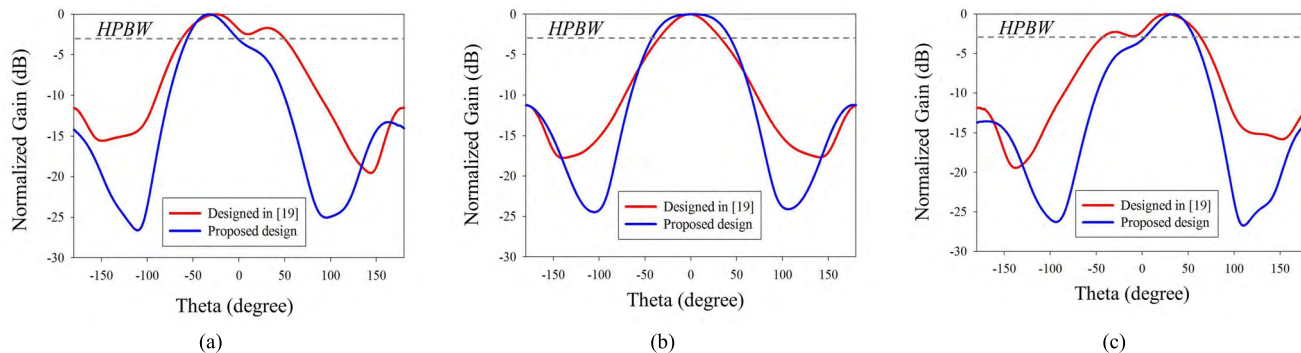 HPBW
Normalized Gain (dB)
0
-5
-10
-15
-20
-25
-30
Designed in [19]
Proposed design
-150 -100 -50 0 50 100 150
Theta (degree)
(a)
HPBW
Normalized Gain (dB)
0
-5
-10
-15
-20
-25
-30
Designed in [19]
Proposed design
-150 -100 -50 0 50 100 150
Theta (degree)
(b)
HPBW
Normalized Gain (dB)
0
-5
-10
-15
-20
-25
-30
Designed in [19]
Proposed design
-150 -100 -50 0 50 100 150
Theta (degree)
(c)